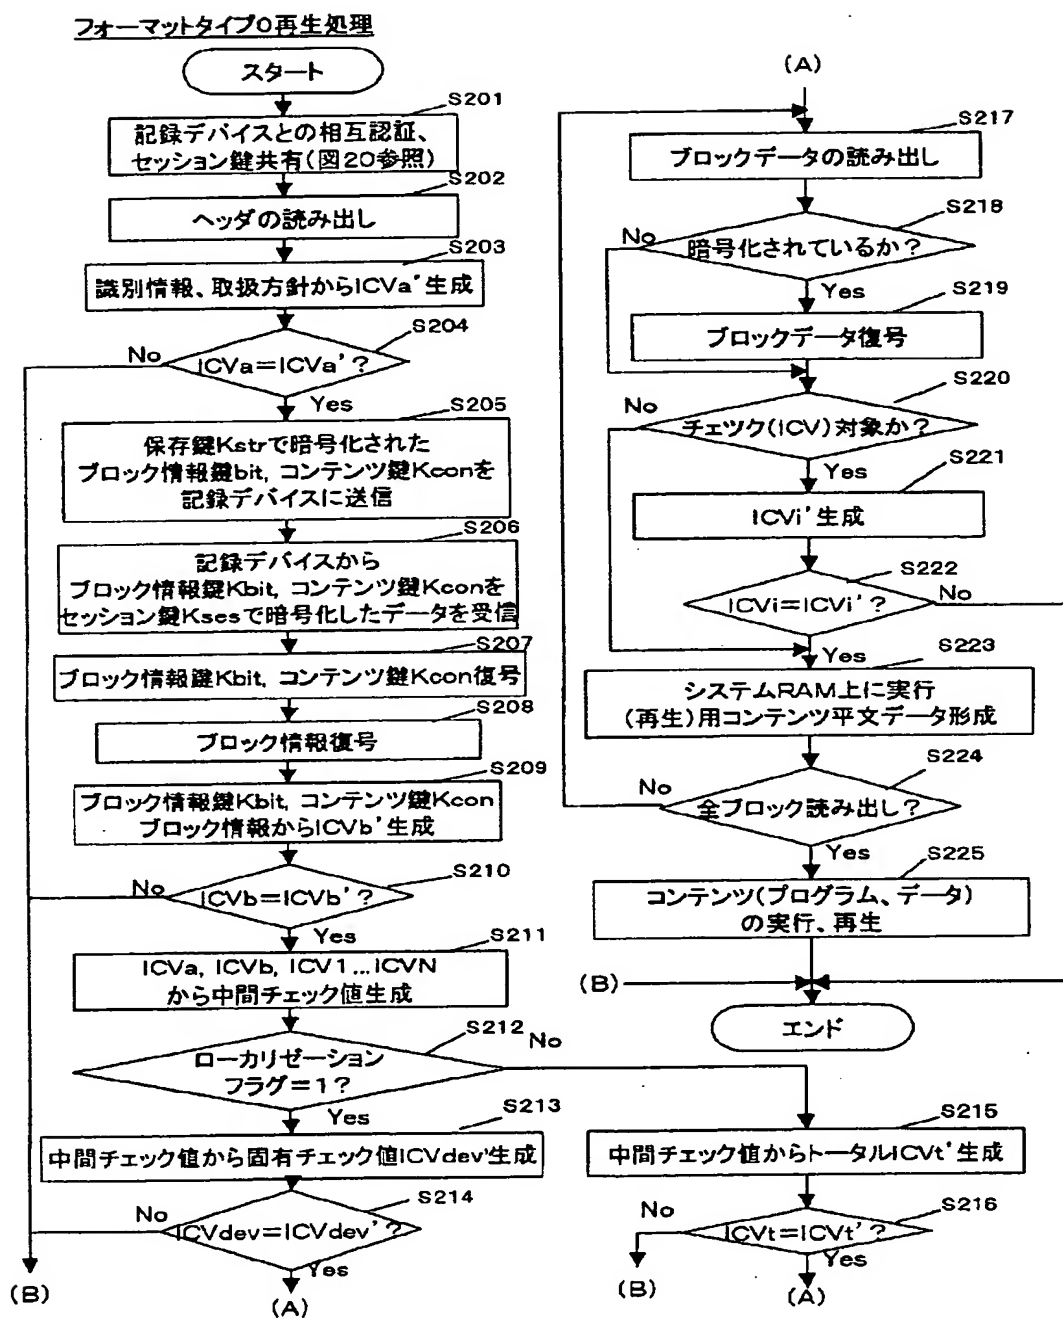 フォーマットタイプ0再生処理
スタート
S201
記録デバイスとの相互認証、
セッション鍵共有(図20参照)
S202
ヘッダの読み出し
S203
識別情報、取扱方針からICVa'生成
S204
ICVa=ICVa'?
No
Yes
S205
保存鍵Kstrで暗号化された
ブロック情報鍵bit, コンテンツ鍵Kconを
記録デバイスに送信
S206
記録デバイスから
ブロック情報鍵Kbit, コンテンツ鍵Kconを
セッション鍵Ksesで暗号化したデータを受信
S207
ブロック情報鍵Kbit, コンテンツ鍵Kcon復号
S208
ブロック情報復号
S209
ブロック情報鍵Kbit, コンテンツ鍵Kcon
ブロック情報からICVb'生成
S210
No
ICVb=ICVb'?
Yes
S211
ICVa, ICVb, ICV1...ICVN
から中間チェック値生成
S212
No
ローカリゼーション
フラグ=1?
Yes
S213
中間チェック値から固有チェック値ICVdev'生成
S214
No
ICVdev=ICVdev'?
Yes
(B)
(A)
(A)
S217
ブロックデータの読み出し
S218
No
暗号化されているか?
Yes
S219
ブロックデータ復号
S220
No
チェツク(ICV)対象か?
Yes
S221
ICVi'生成
S222
ICVi=ICVi'?
No
Yes
S223
システムRAM上に実行
(再生)用コンテンツ平文データ形成
S224
No
全ブロック読み出し?
Yes
S225
コンテンツ(プログラム、データ)
の実行、再生
(B)
エンド
S215
中間チェック値からトータルICVt'生成
S216
No
ICVt=ICVt'?
Yes
(B)
(A)